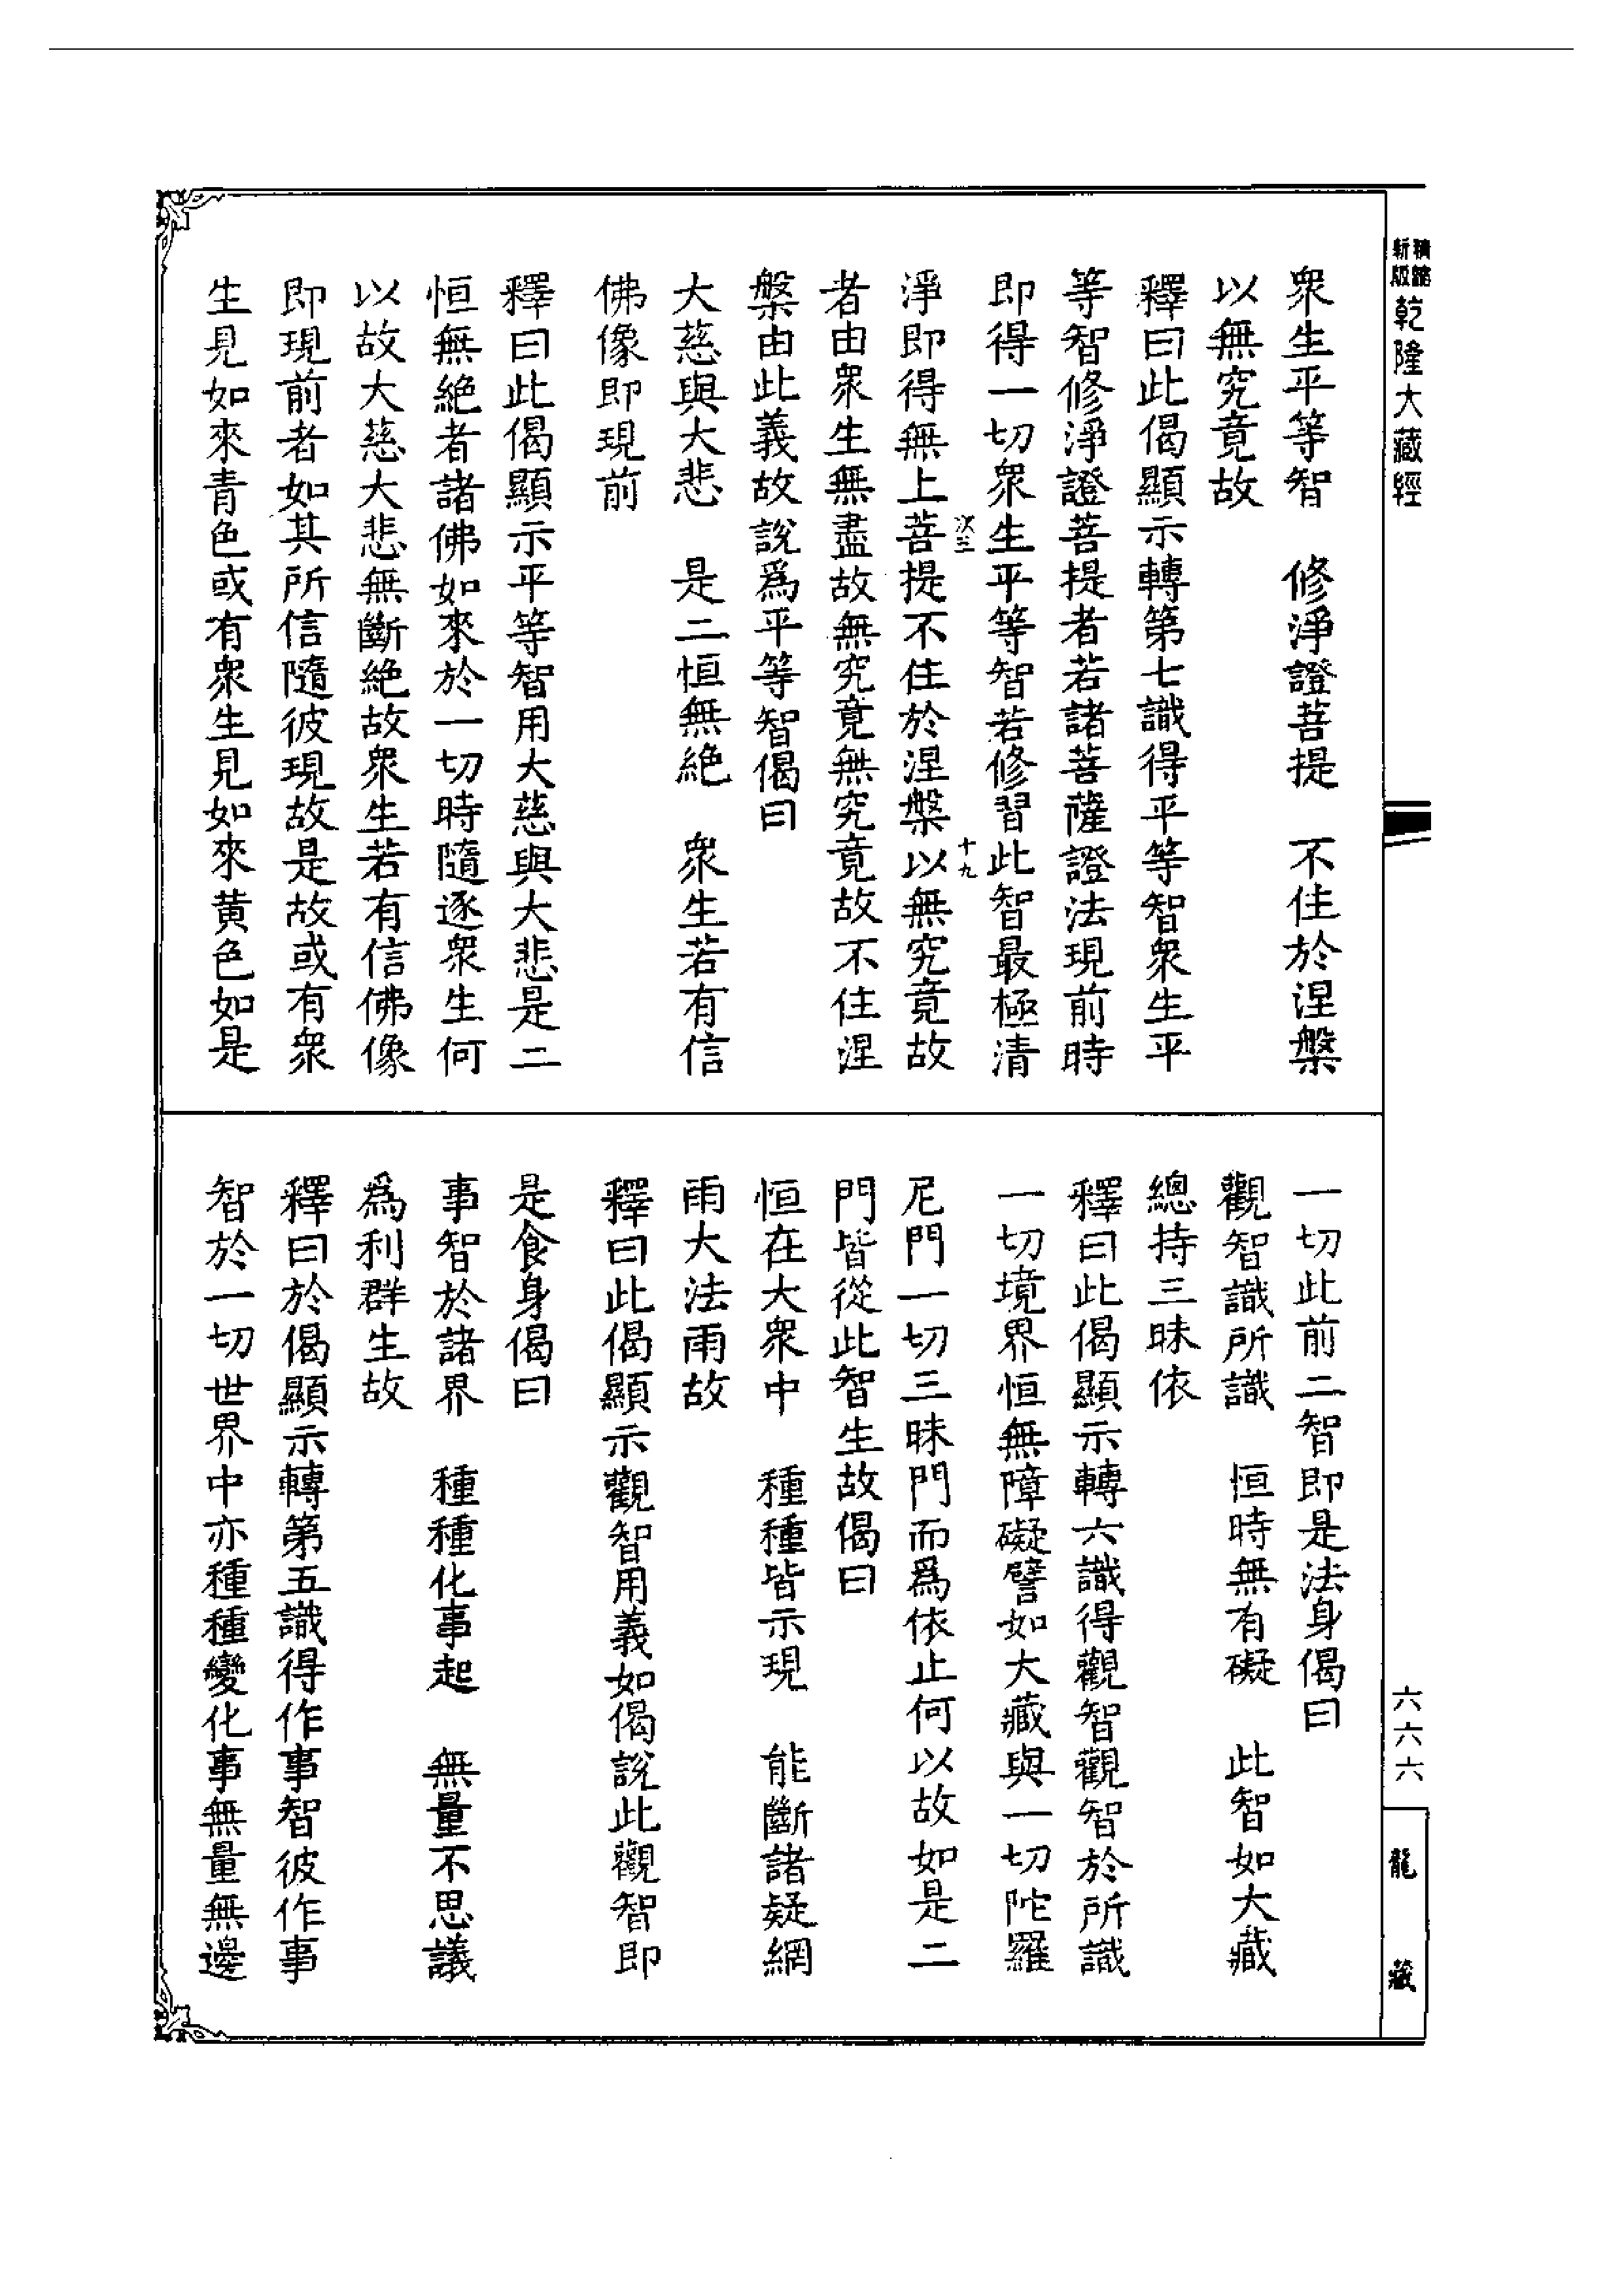 精縮新版乾隆大藏經
六六六
龍藏
衆生平等智　修淨證菩提　不住於涅槃
以無究竟故
釋曰此偈顯示轉第七識得平等智衆生平
等智修淨證菩提者若諸菩薩證法現前時
即得一切衆生平等智若修習此智最極清
次三　十九
淨即得無上菩提不住於涅槃以無究竟故
者由衆生無盡故無究竟無究竟故不住涅
槃由此義故說爲平等智偈曰
大慈與大悲　是二恒無絶　衆生若有信
佛像即現前
釋曰此偈顯示平等智用大慈與大悲是二
恒無絶者諸佛如來於一切時隨逐衆生何
以故大慈大悲無斷絶故衆生若有信佛像
即現前者如其所信隨彼現故是故或有衆
生見如來青色或有衆生見如來黄色如是
一切此前二智即是法身偈曰
觀智識所識　恒時無有礙　此智如大藏
總持三昧依
釋曰此偈顯示轉六識得觀智觀智於所識
一切境界恒無障礙譬如大藏與一切陀羅
尼門一切三昧門而爲依止何以故如是二
門皆從此智生故偈曰
恒在大衆中　種種皆示現　能斷諸疑網
雨大法雨故
釋曰此偈顯示觀智用義如偈說此觀智即
是食身偈曰
事智於諸界　種種化事起　無量不思議
爲利群生故
釋曰於偈顯示轉第五識得作事智彼作事
智於一切世界中亦種種變化事無量無邊